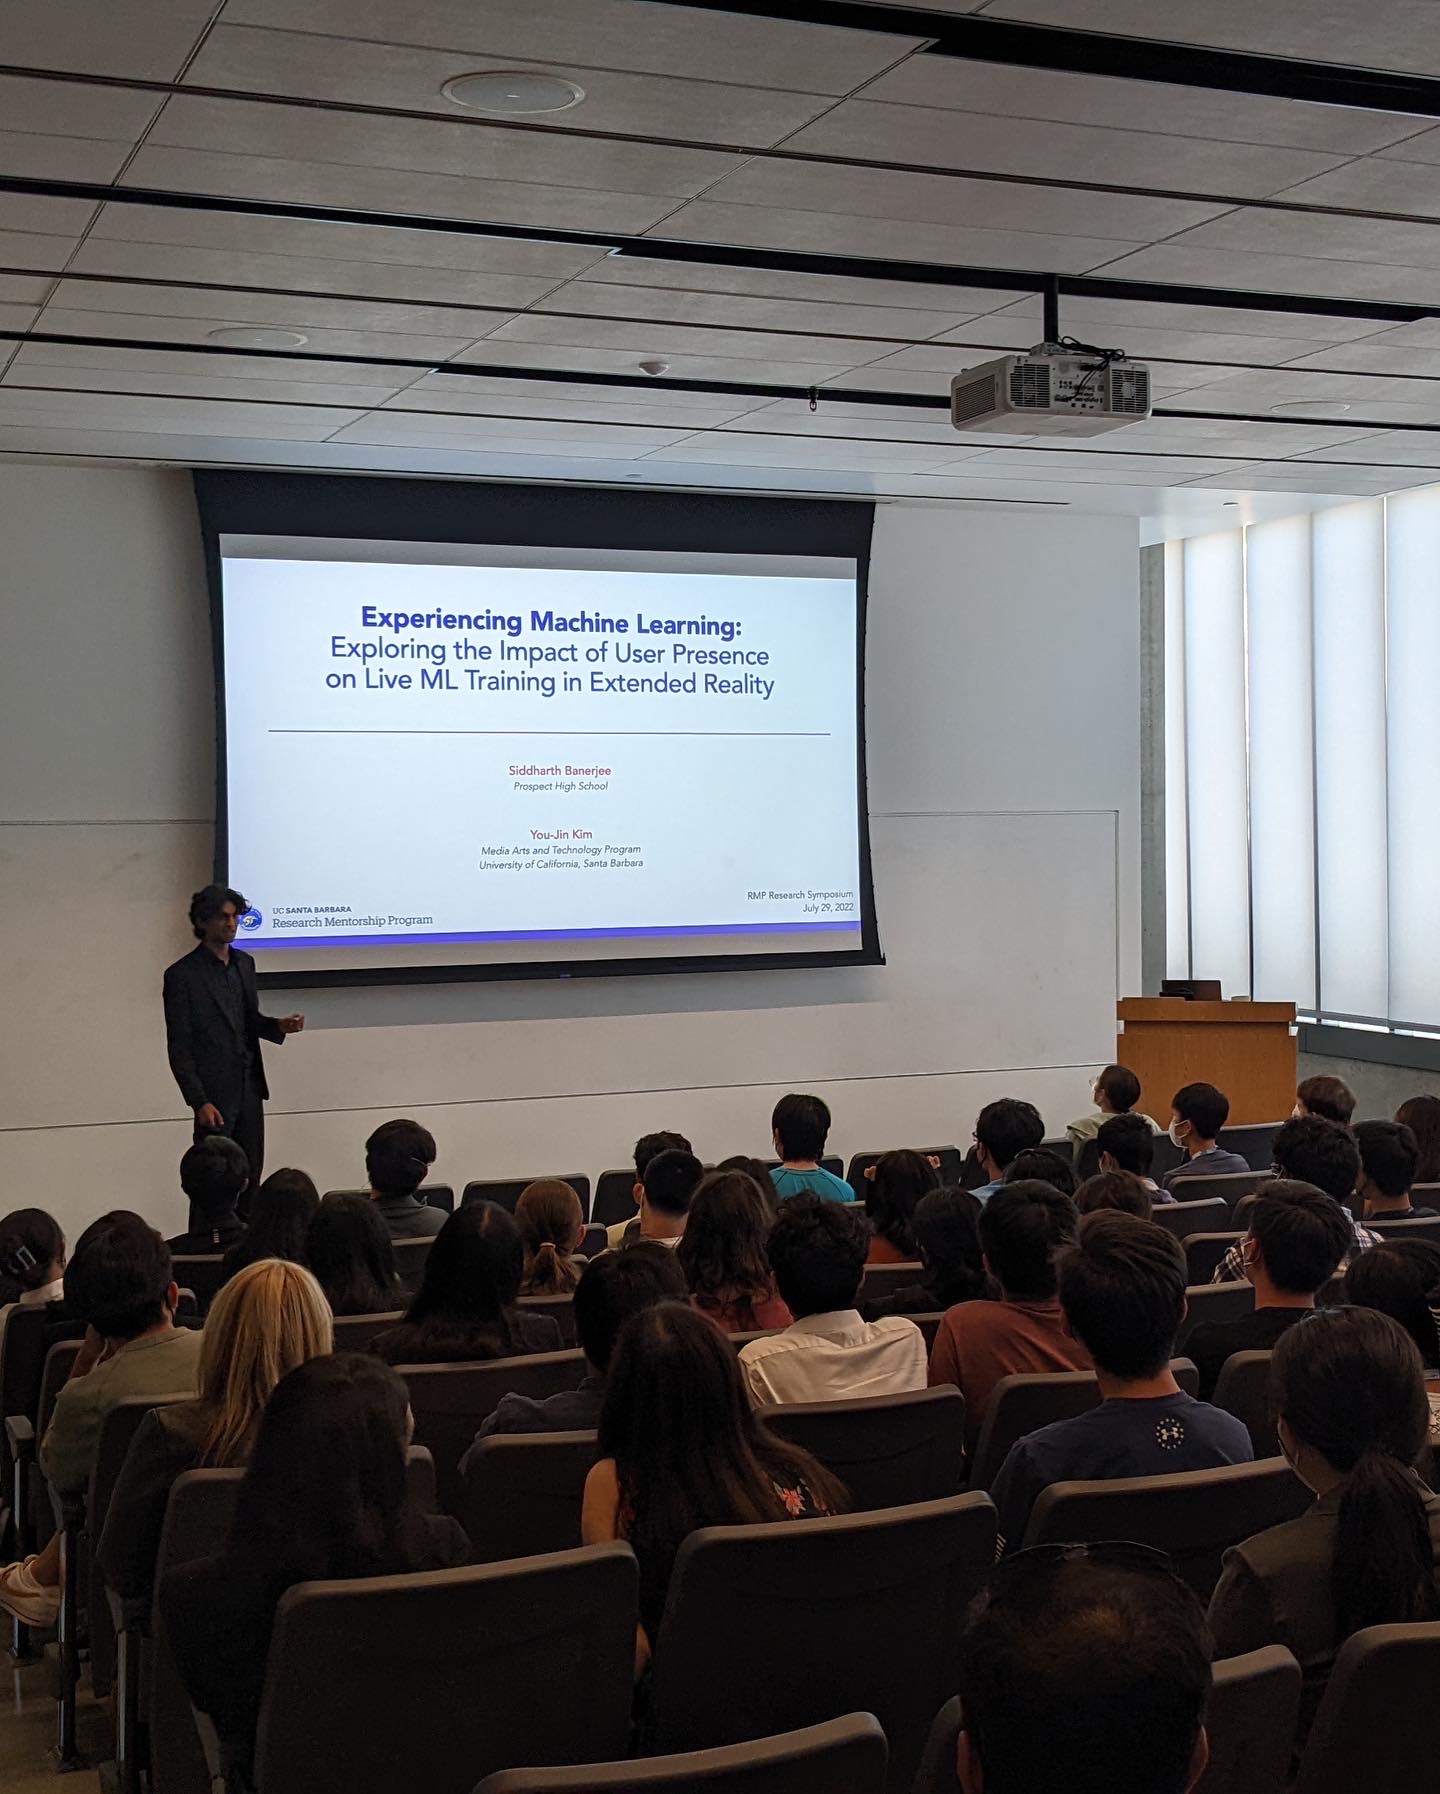 Experiencing Machine Learning:
Exploring the Impact of User Presence
on Live ML Training in Extended Reality
Siddharth Banerjee
Prospect High School
You-Jin Kim
Media Arts and Technology Program
University of California, Santa Barbara
UC SANTA BARBARA
Research Mentorship Program
RMP Research Symposium
July 29, 2022